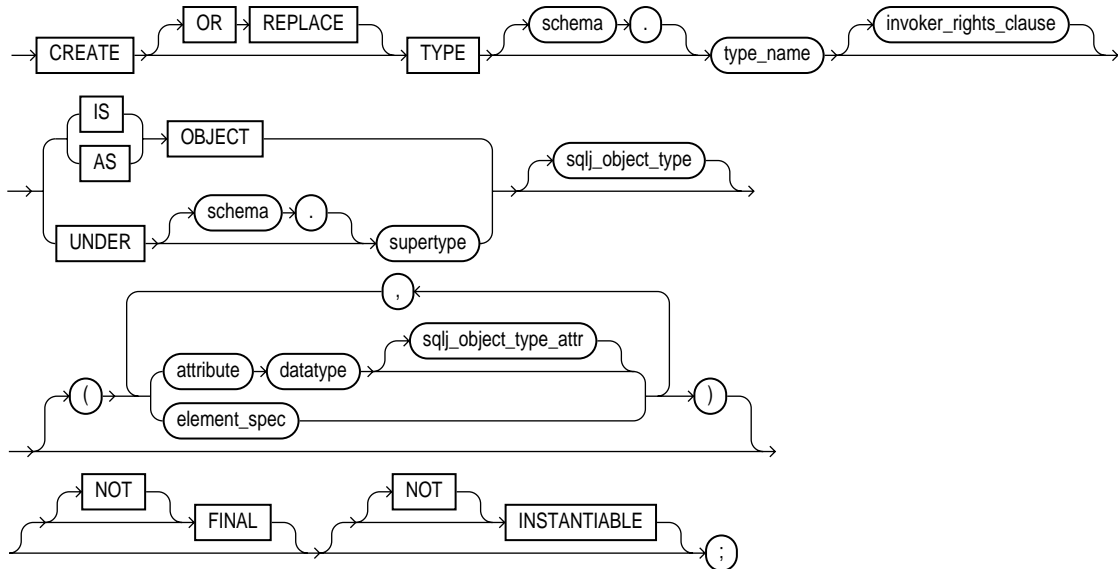 OR REPLACE schema . invoker_rights_clause
CREATE TYPE type_name
IS
OBJECT
AS sqlj_object_type
schema .
UNDER supertype
,
sqlj_object_type_attr
attribute datatype
( )
element_spec
NOT NOT
FINAL INSTANTIABLE
;